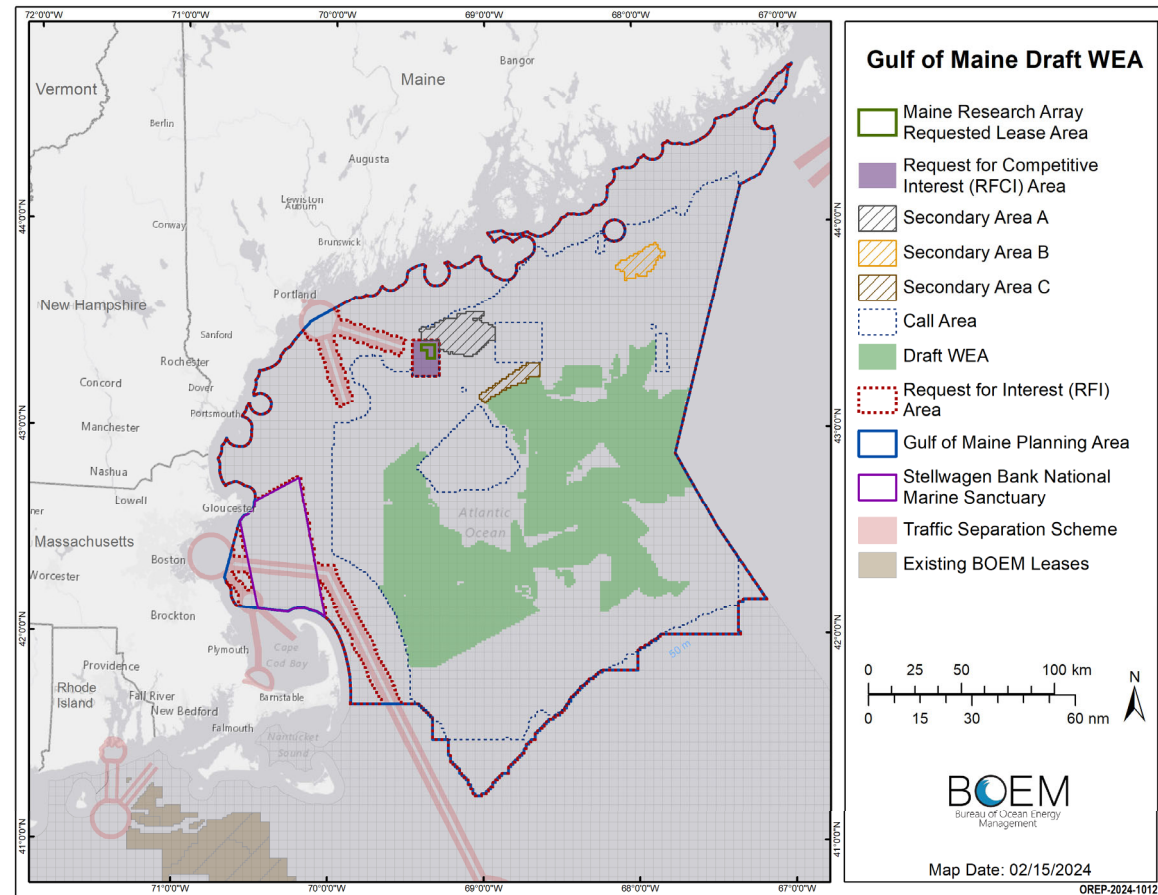 72°0'0"W
71°0'0"W
70°0'0"W
69°0'0"W
68°0'0"W
67°0'0"W
Vermont
Maine
Bangor
Berlin
Augusta
Lewiston
Auburn
Conway
Brunswick
Portland
New Hampshire
Sanford
Rochester
Concord
Dover
Portsmouth
Manchester
Nashua
Lowell
Gloucester
Massachusetts
Boston
Worcester
Brockton
Plymouth
Cape
Cod Bay
Providence
Rhode
Island
Fall River
New Bedford
Barnstable
Falmouth
Nantucket
Sound
Atlantic
Ocean
50 m
44°0'0"N
43°0'0"N
42°0'0"N
41°0'0"N
44°0'0"N
43°0'0"N
42°0'0"N
41°0'0"N
71°0'0"W
70°0'0"W
69°0'0"W
68°0'0"W
67°0'0"W
Gulf of Maine Draft WEA
Maine Research Array
Requested Lease Area
Request for Competitive
Interest (RFCI) Area
Secondary Area A
Secondary Area B
Secondary Area C
Call Area
Draft WEA
Request for Interest (RFI)
Area
Gulf of Maine Planning Area
Stellwagen Bank National
Marine Sanctuary
Traffic Separation Scheme
Existing BOEM Leases
0 25 50 100 km
0 15 30 60 nm
N
BOEM
Bureau of Ocean Energy
Management
Map Date: 02/15/2024
OREP-2024-1012